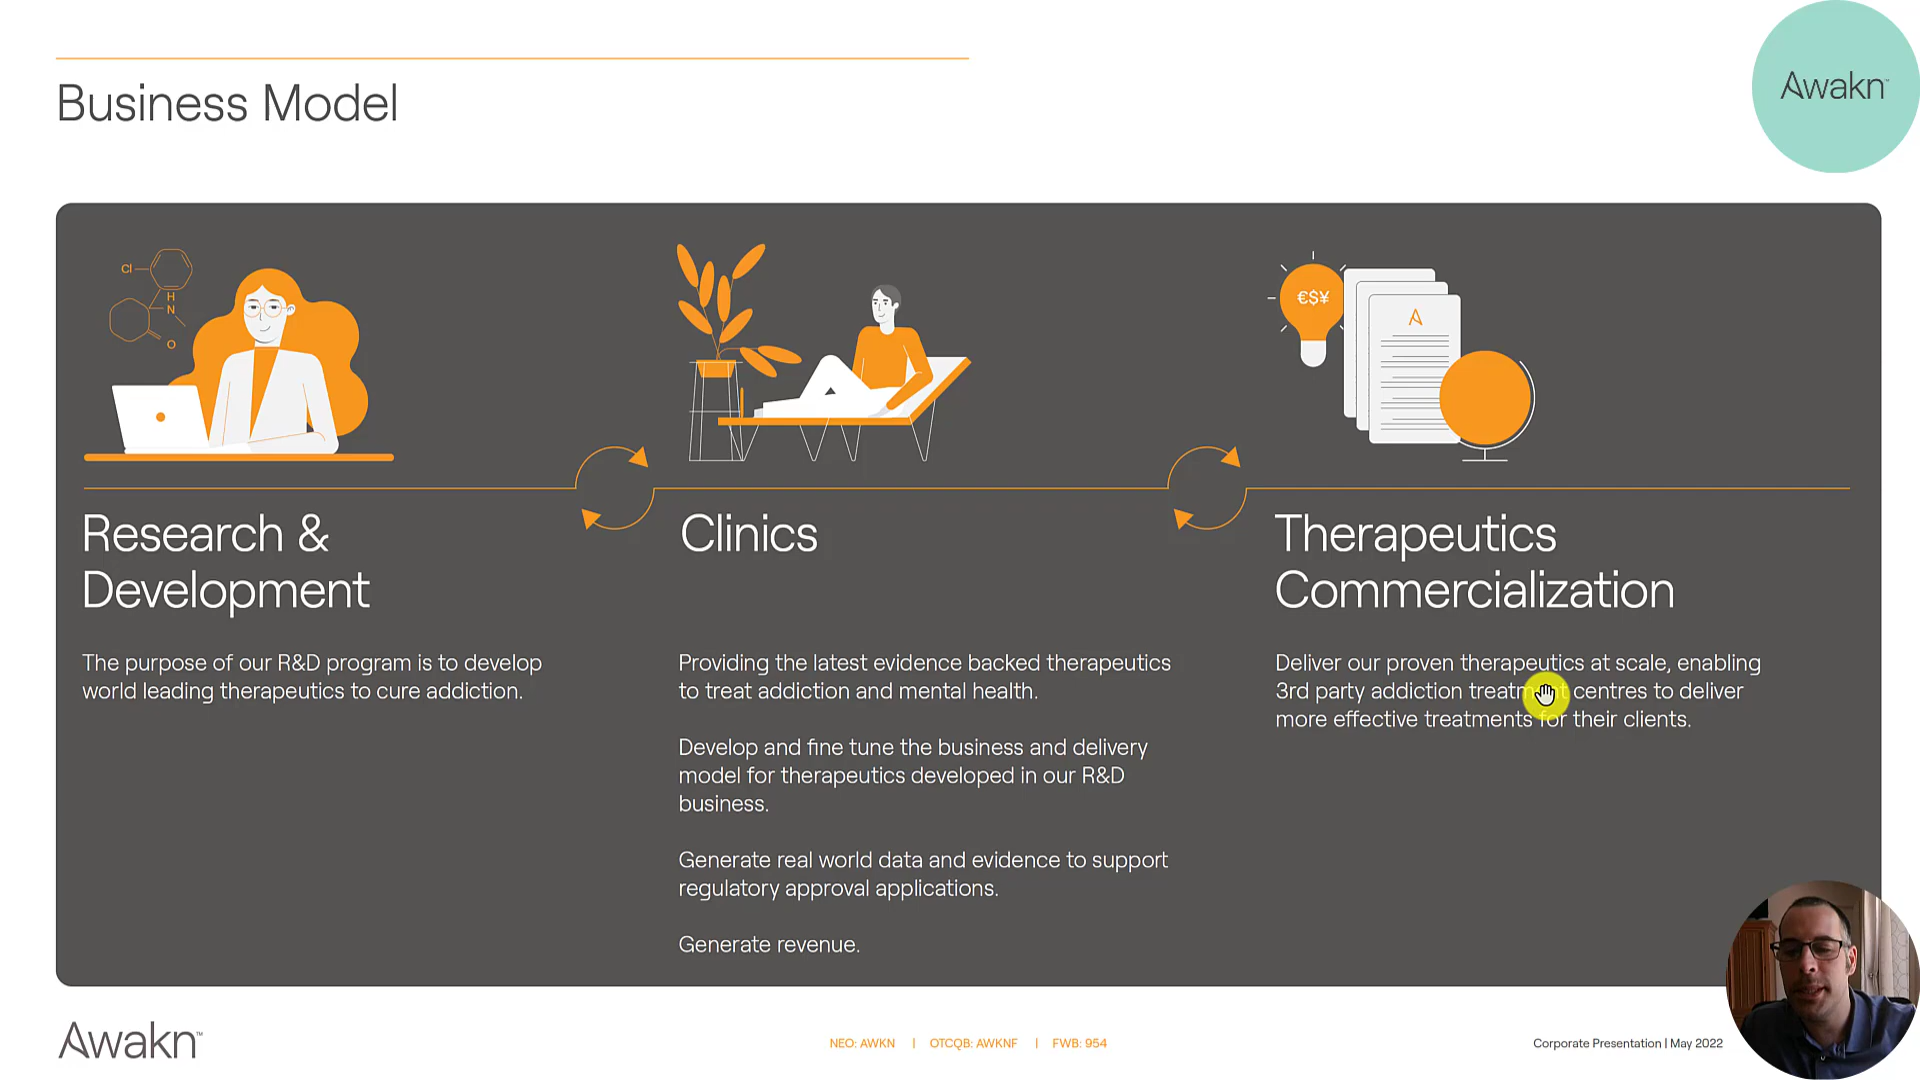 Business Model
Awakn™
Cl
H
N
O
€$¥
Research &
Development
The purpose of our R&D program is to develop
world leading therapeutics to cure addiction.
Clinics
Providing the latest evidence backed therapeutics
to treat addiction and mental health.
Develop and fine tune the business and delivery
model for therapeutics developed in our R&D
business.
Generate real world data and evidence to support
regulatory approval applications.
Generate revenue.
Therapeutics
Commercialization
Deliver our proven therapeutics at scale, enabling
3rd party addiction treatment centres to deliver
more effective treatments for their clients.
Awakn™
NEO: AWKN | OTCQB: AWKNF | FWB: 954
Corporate Presentation | May 2022